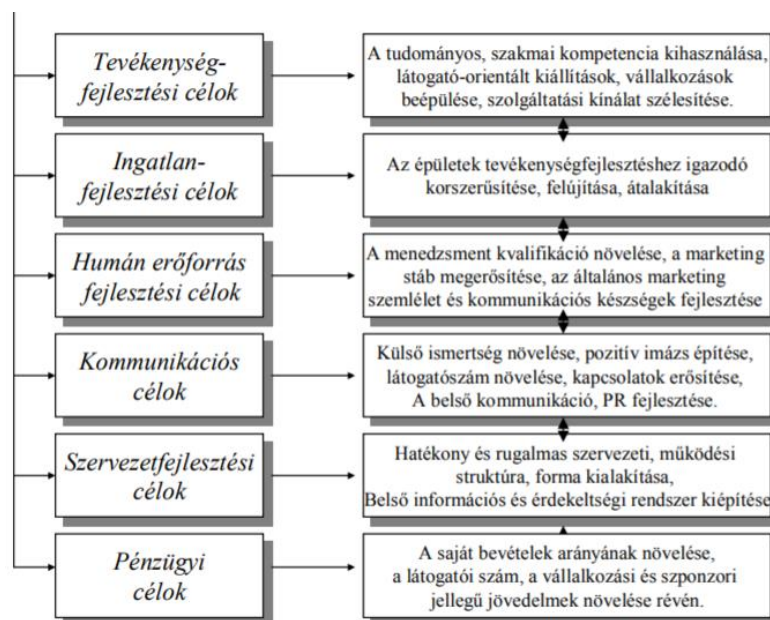 Tevékenység-
fejlesztési célok
A tudományos, szakmai kompetencia kihasználása,
látogató-orientált kiállítások, vállalkozások
beépülése, szolgáltatási kínálat szélesítése.
Ingatlan-
fejlesztési célok
Az épületek tevékenységfejlesztéshez igazodó
korszerűsítése, felújítása, átalakítása
Humán erőforrás
fejlesztési célok
A menedzsment kvalifikáció növelése, a marketing
stáb megerősítése, az általános marketing
szemlélet és kommunikációs készségek fejlesztése
Kommunikációs
célok
Külső ismertség növelése, pozitív imázs építése,
látogatószám növelése, kapcsolatok erősítése,
A belső kommunikáció, PR fejlesztése.
Szervezetfejlesztési
célok
Hatékony és rugalmas szervezeti, működési
struktúra, forma kialakítása,
Belső információs és érdekeltségi rendszer kiépítése
Pénzügyi
célok
A saját bevételek arányának növelése,
a látogatói szám, a vállalkozási és szponzori
jellegű jövedelmek növelése révén.